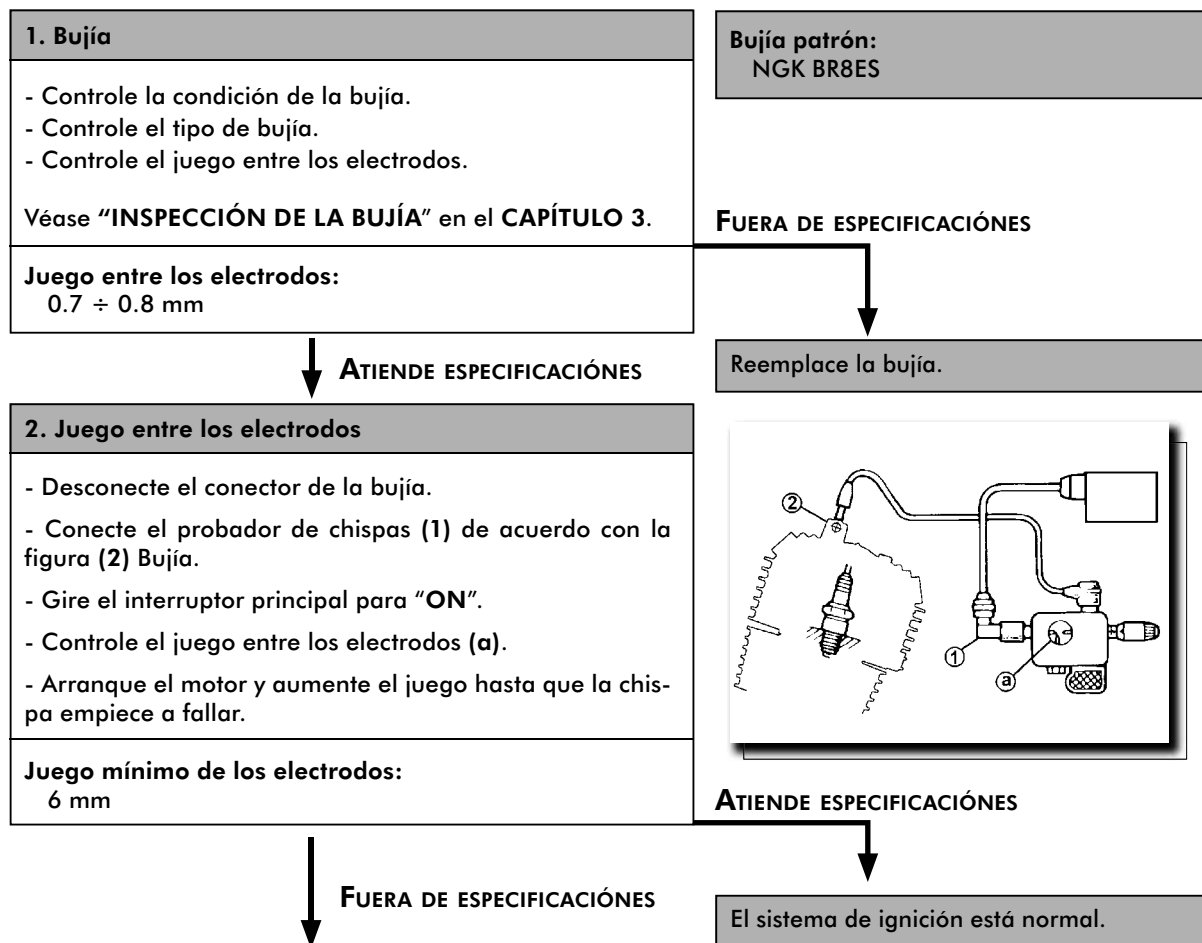 1. Bujía
- Controle la condición de la bujía.
- Controle el tipo de bujía.
- Controle el juego entre los electrodos.
Véase “INSPECCIÓN DE LA BUJÍA” en el CAPÍTULO 3.
Juego entre los electrodos:
0.7 ÷ 0.8 mm
Bujía patrón:
NGK BR8ES
FUERA DE ESPECIFICACIÓNES
Reemplace la bujía.
ATIENDE ESPECIFICACIÓNES
2. Juego entre los electrodos
- Desconecte el conector de la bujía.
- Conecte el probador de chispas (1) de acuerdo con la
figura (2) Bujía.
- Gire el interruptor principal para “ON”.
- Controle el juego entre los electrodos (a).
- Arranque el motor y aumente el juego hasta que la chis-
pa empiece a fallar.
Juego mínimo de los electrodos:
6 mm
2
1
a
ATIENDE ESPECIFICACIÓNES
El sistema de ignición está normal.
FUERA DE ESPECIFICACIÓNES